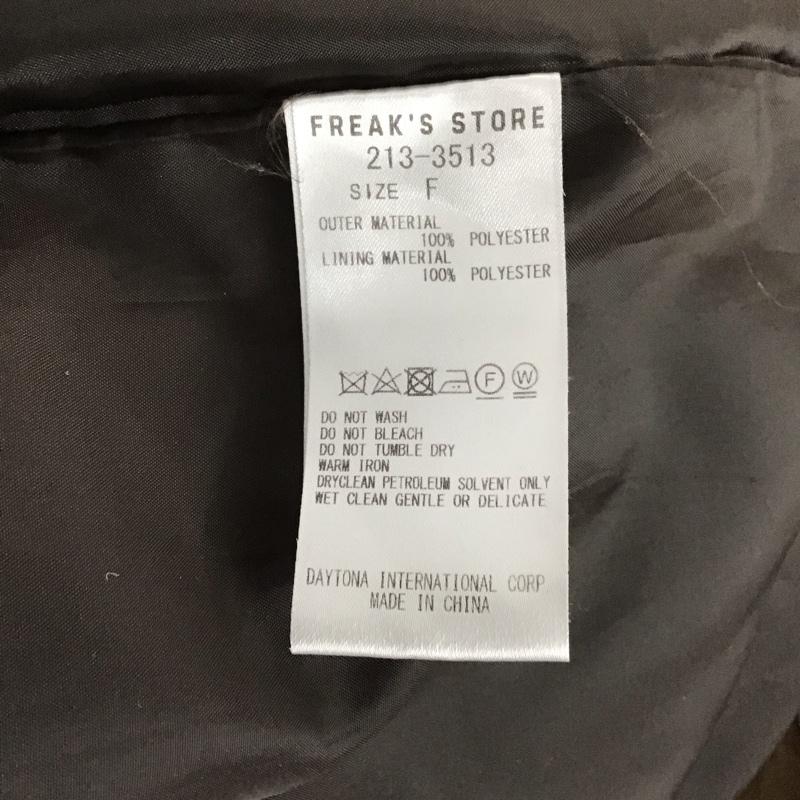 FREAK'S STORE
213-3513
SIZE F
OUTER MATERIAL
100% POLYESTER
LINING MATERIAL
100% POLYESTER
F W
DO NOT WASH
DO NOT BLEACH
DO NOT TUMBLE DRY
WARM IRON
DRYCLEAN PETROLEUM SOLVENT ONLY
WET CLEAN GENTLE OR DELICATE
DAYTONA INTERNATIONAL CORP
MADE IN CHINA